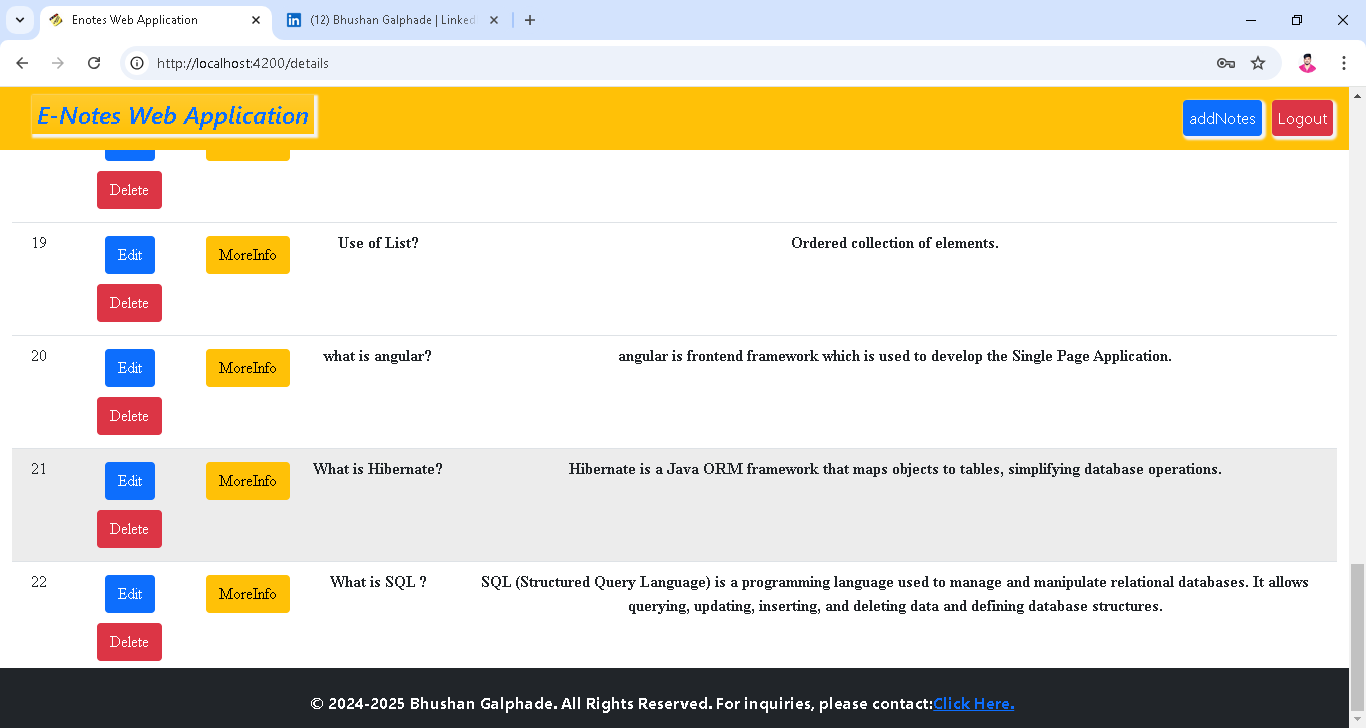 Enotes Web Application
(12) Bhushan Galphade | Linked
http://localhost:4200/details
E-Notes Web Application
addNotes
Logout
Delete
19
Edit
MoreInfo
Use of List?
Ordered collection of elements.
Delete
20
Edit
MoreInfo
what is angular?
angular is frontend framework which is used to develop the Single Page Application.
Delete
21
Edit
MoreInfo
What is Hibernate?
Hibernate is a Java ORM framework that maps objects to tables, simplifying database operations.
Delete
22
Edit
MoreInfo
What is SQL ?
SQL (Structured Query Language) is a programming language used to manage and manipulate relational databases. It allows
querying, updating, inserting, and deleting data and defining database structures.
Delete
© 2024-2025 Bhushan Galphade. All Rights Reserved. For inquiries, please contact:Click Here.